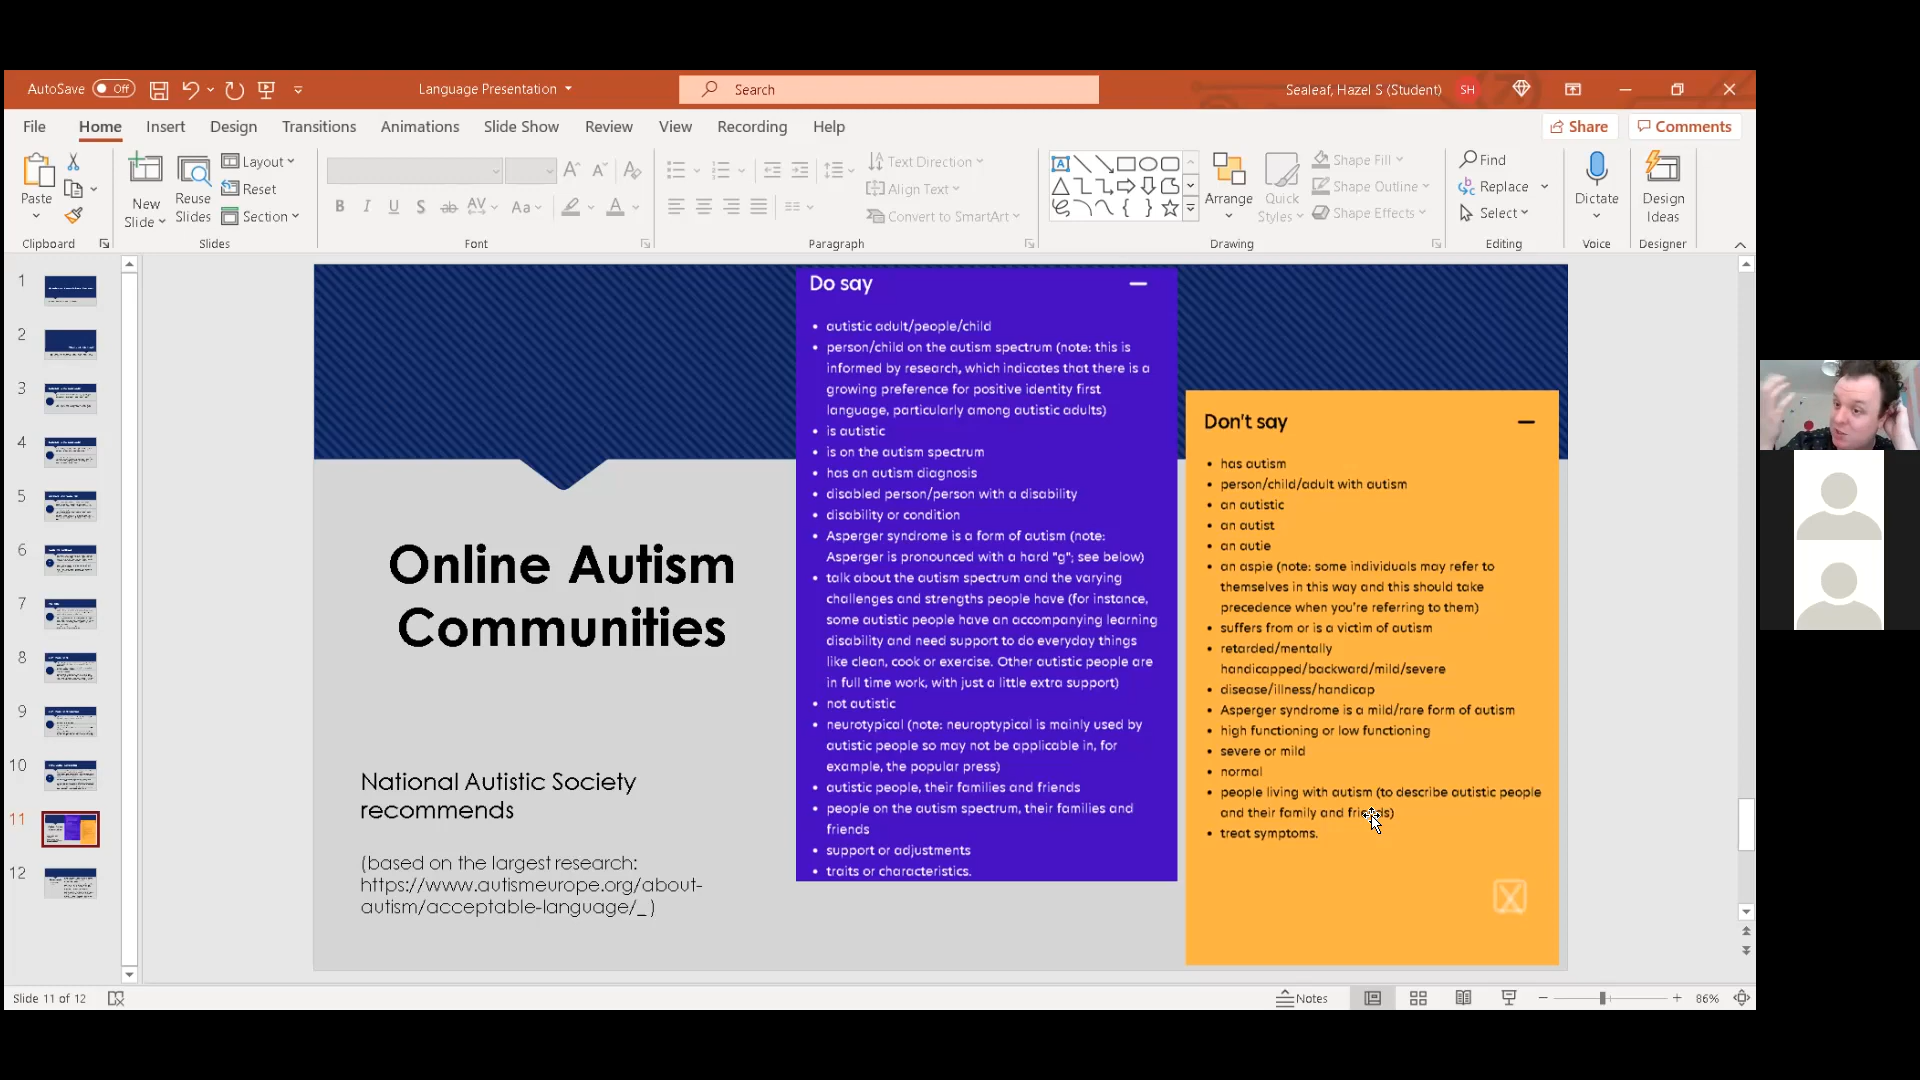 AutoSave Off
Language Presentation
Search
Sealeaf, Hazel S (Student)
SH
File Home Insert Design Transitions Animations Slide Show Review View Recording Help
Share
Comments
Paste
New
Slide
Reuse
Slides
Layout
Reset
Section
B I U S ab AV Aa A
Text Direction
Align Text
Convert to SmartArt
Arrange
Quick
Styles
Shape Fill
Shape Outline
Shape Effects
Find
Replace
Select
Dictate
Design
Ideas
Clipboard
Slides
Font
Paragraph
Drawing
Editing
Voice
Designer
1
2
3
4
5
6
7
8
9
10
11
12
Online Autism
Communities
National Autistic Society
recommends
(based on the largest research:
https://www.autismeurope.org/about-
autism/acceptable-language/_ )
Do say
• autistic adult/people/child
• person/child on the autism spectrum (note: this is
informed by research, which indicates that there is a
growing preference for positive identity first
language, particularly among autistic adults)
• is autistic
• is on the autism spectrum
• has an autism diagnosis
• disabled person/person with a disability
• disability or condition
• Asperger syndrome is a form of autism (note:
Asperger is pronounced with a hard "g"; see below)
• talk about the autism spectrum and the varying
challenges and strengths people have (for instance,
some autistic people have an accompanying learning
disability and need support to do everyday things
like clean, cook or exercise. Other autistic people are
in full time work, with just a little extra support)
• not autistic
• neurotypical (note: neuroptypical is mainly used by
autistic people so may not be applicable in, for
example, the popular press)
• autistic people, their families and friends
• people on the autism spectrum, their families and
friends
• support or adjustments
• traits or characteristics.
Don't say
• has autism
• person/child/adult with autism
• an autistic
• an autist
• an autie
• an aspie (note: some individuals may refer to
themselves in this way and this should take
precedence when you're referring to them)
• suffers from or is a victim of autism
• retarded/mentally
handicapped/backward/mild/severe
• disease/illness/handicap
• Asperger syndrome is a mild/rare form of autism
• high functioning or low functioning
• severe or mild
• normal
• people living with autism (to describe autistic people
and their family and friends)
• treat symptoms.
Slide 11 of 12
Notes
86%